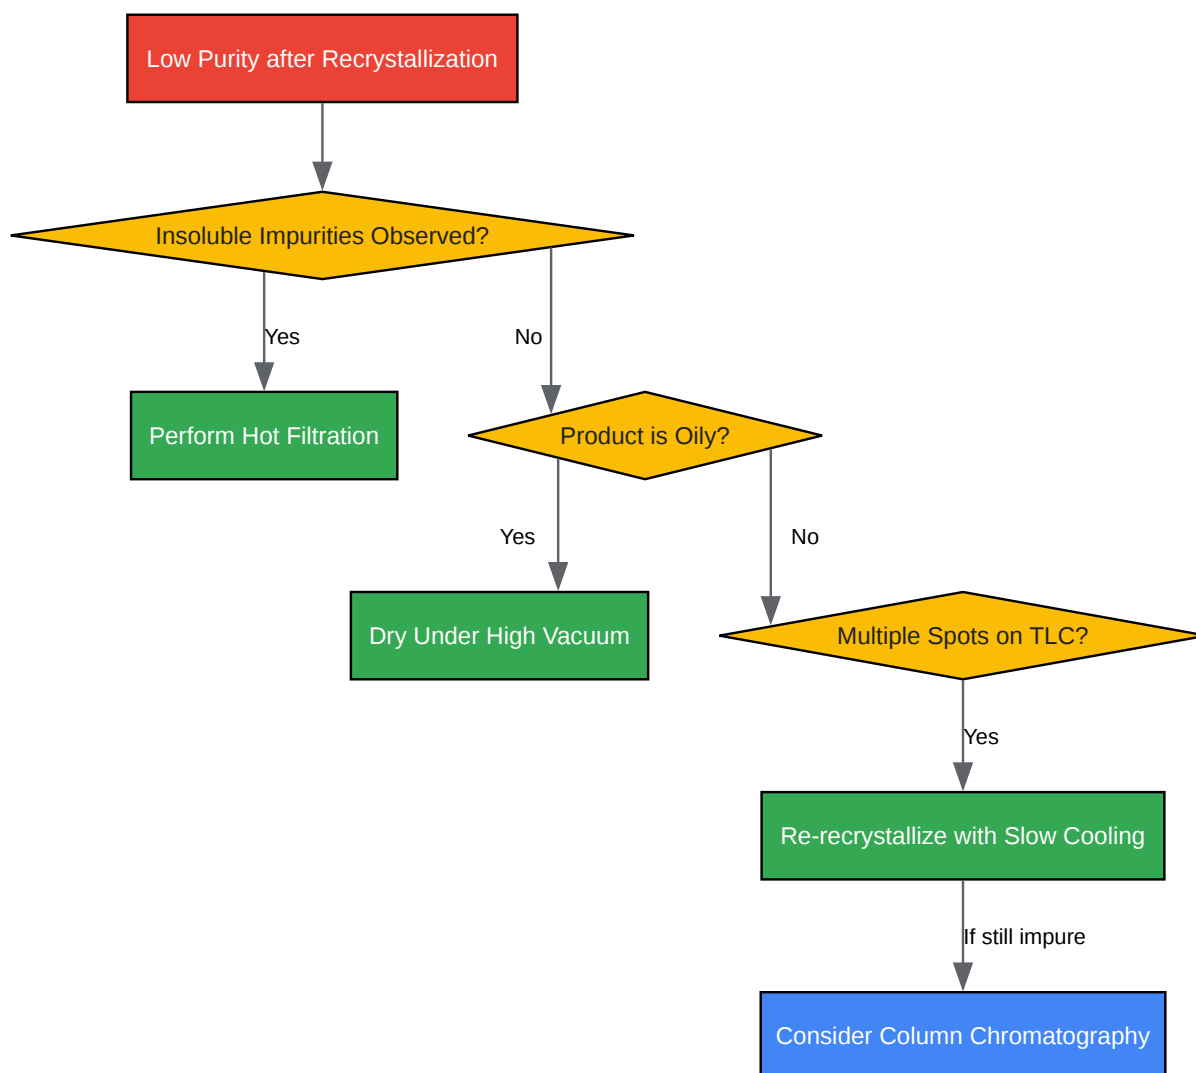 Low Purity after Recrystallization
Insoluble Impurities Observed?
Yes
No
Perform Hot Filtration
Product is Oily?
Yes
No
Dry Under High Vacuum
Multiple Spots on TLC?
Yes
Re-recrystallize with Slow Cooling
If still impure
Consider Column Chromatography